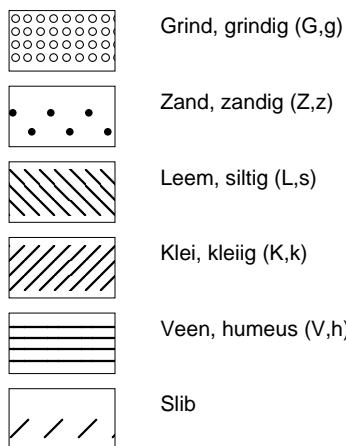 Grind, grindig (G,g)
Zand, zandig (Z,z)
Leem, siltig (L,s)
Klei, kleiig (K,k)
Veen, humeus (V,h)
Slib